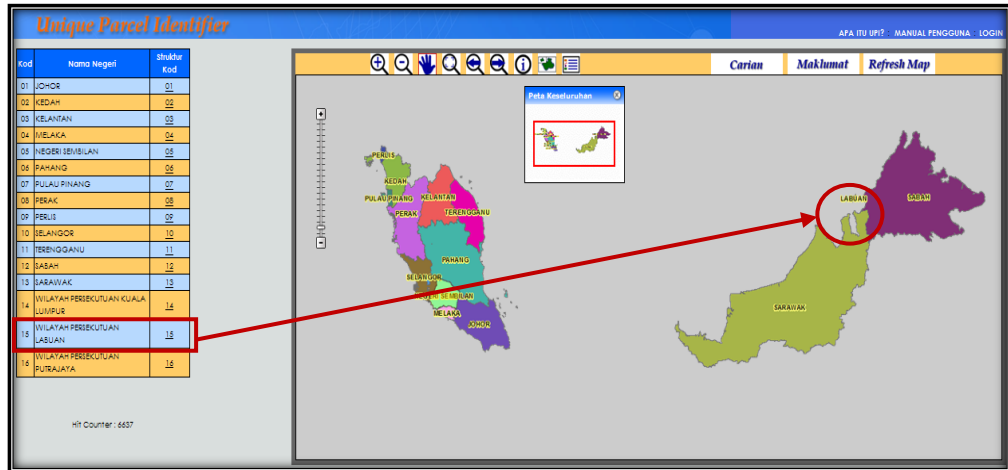 Unique Parcel Identifier
APA ITU UPI? : MANUAL PENGGUNA : LOGIN
Kod Nama Negeri Struktur Kod
01 JOHOR 01
02 KEDAH 02
03 KELANTAN 03
04 MELAKA 04
05 NEGERI SEMBILAN 05
06 PAHANG 06
07 PULAU PINANG 07
08 PERAK 08
09 PERLIS 09
10 SELANGOR 10
11 TERENGGANU 11
12 SABAH 12
13 SARAWAK 13
14 WILAYAH PERSEKUTUAN KUALA
LUMPUR 14
15 WILAYAH PERSEKUTUAN
LABUAN 15
16 WILAYAH PERSEKUTUAN
PUTRAJAYA 16
Hit Counter : 6637
Carian Maklumat Refresh Map
Peta Keseluruhan
PERLIS
KEDAH
PULAU PINANG
KELANTAN
PERAK
TERENGGANU
PAHANG
SELANGOR
NEGERI SEMBILAN
MELAKA
JOHOR
LABUAN
SABAH
SARAWAK